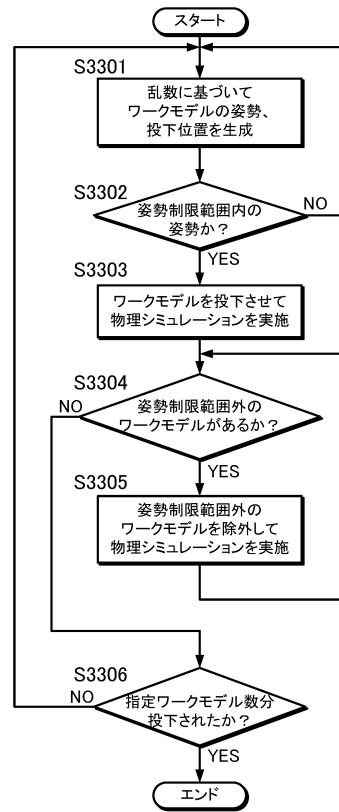 スタート
S3301
乱数に基づいて
ワークモデルの姿勢、
投下位置を生成
S3302
姿勢制限範囲内の
姿勢か？
NO
YES
S3303
ワークモデルを投下させて
物理シミュレーションを実施
S3304
NO
姿勢制限範囲外の
ワークモデルがあるか？
YES
S3305
姿勢制限範囲外の
ワークモデルを除外して
物理シミュレーションを実施
S3306
NO
指定ワークモデル数分
投下されたか？
YES
エンド